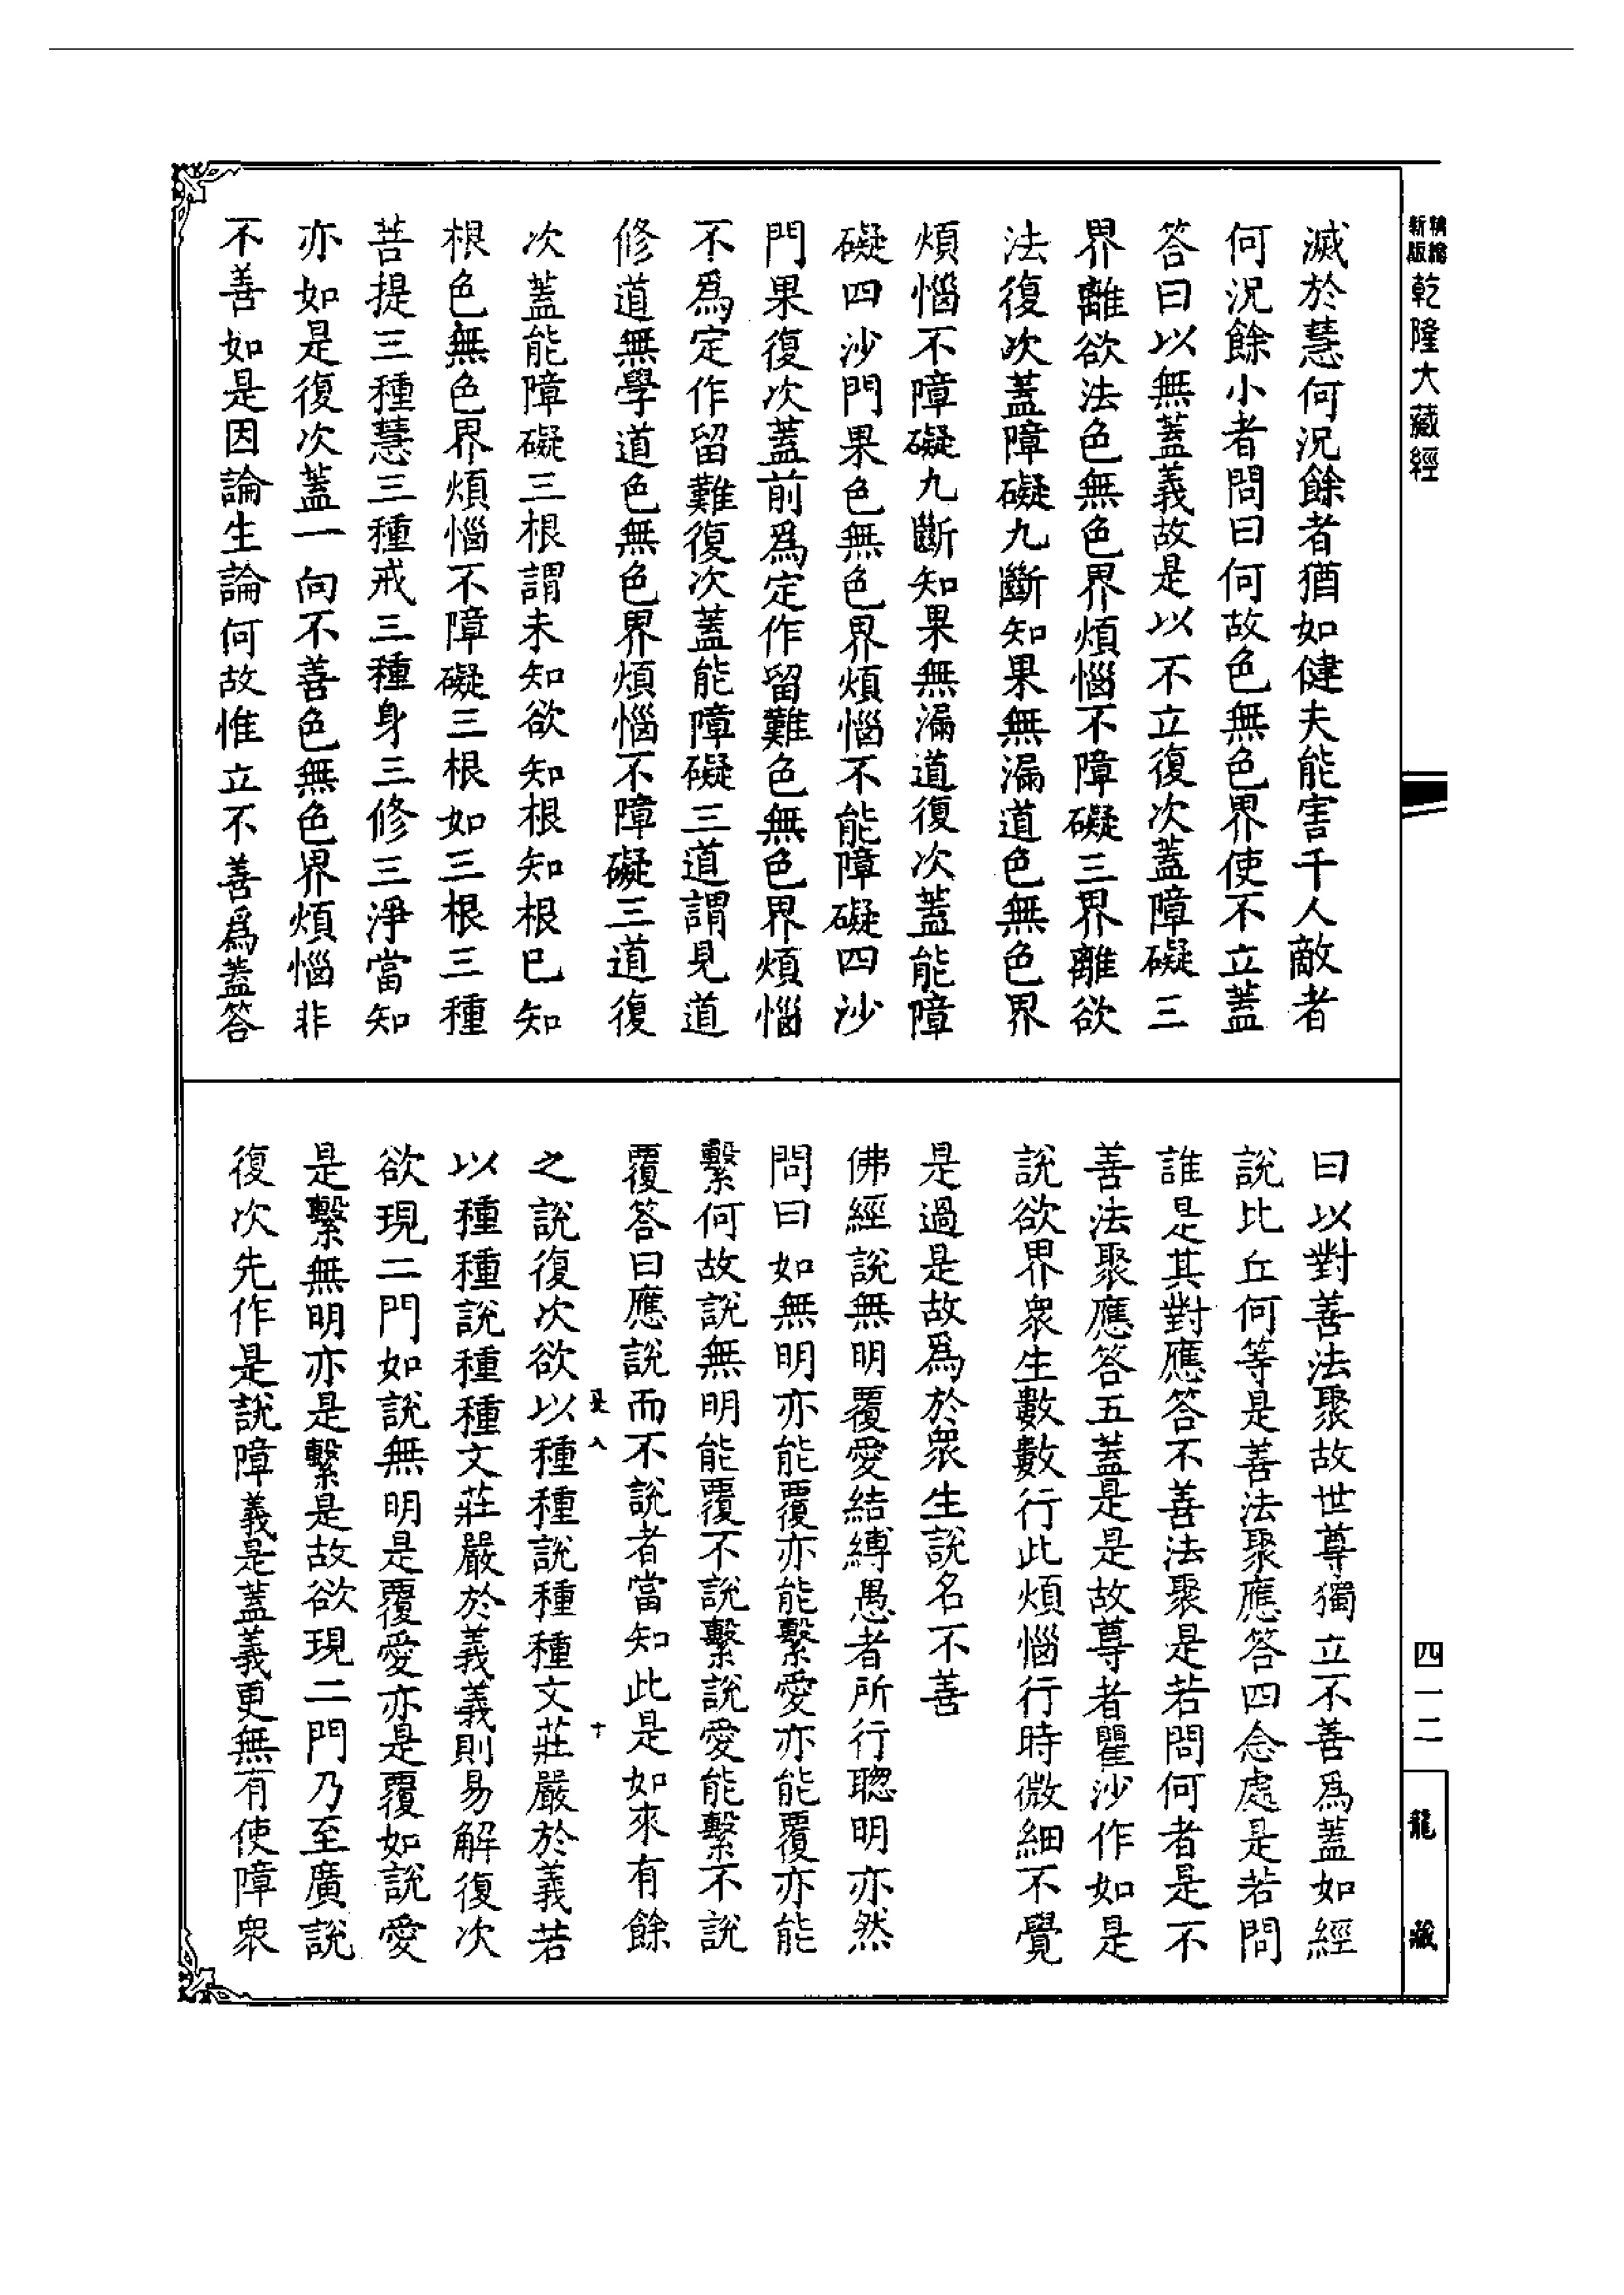 精繪新版
乾隆大藏經
滅於慧何況餘者猶如健夫能害千人敵者
何況餘小者問曰何故色無色界使不立蓋
答曰以無蓋義故是以不立復次蓋障礙三
界離欲法色無色界煩惱不障礙三界離欲
法復次蓋障礙九斷知果無漏道色無色界
煩惱不障礙九斷知果無漏道復次蓋能障
礙四沙門果色無色界煩惱不能障礙四沙
門果復次蓋前爲定作留難色無色界煩惱
不爲定作留難復次蓋能障礙三道謂見道
修道無學道色無色界煩惱不障礙三道復
次蓋能障礙三根謂未知欲知根知根已知
根色無色界煩惱不障礙三根如三根三種
菩提三種慧三種戒三種身三修三淨當知
亦如是復次蓋一向不善色無色界煩惱非
不善如是因論生論何故惟立不善爲蓋答
曰以對善法聚故世尊獨立不善爲蓋如經
說比丘何等是善法聚應答四念處是若問
誰是其對應答不善法聚是若問何者是不
善法聚應答五蓋是是故尊者瞿沙作如是
說欲界衆生數數行此煩惱行時微細不覺
是過是故爲於衆生說名不善
佛經說無明覆愛結縛愚者所行聰明亦然
問曰如無明亦能覆亦能繫愛亦能覆亦能
繫何故說無明能覆不說繫說愛能繫不說
覆答曰應說而不說者當知此是如來有餘
是八 十
之說復次欲以種種說種種文莊嚴於義若
以種種說種種文莊嚴於義義則易解復次
欲現二門如說無明是覆愛亦是覆如說愛
是繫無明亦是繫是故欲現二門乃至廣說
復次先作是說障義是蓋義更無有使障衆
四一二
龍藏